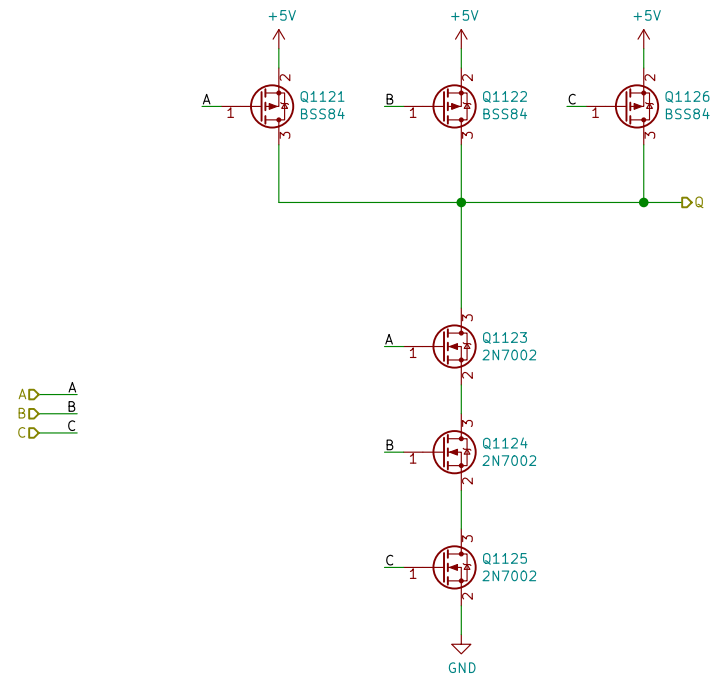 +5V +5V +5V
2 2 2
A 1 Q1121 B 1 Q1122 C 1 Q1126
BSS84 BSS84 BSS84
3 3 3
Q
3
A 1 Q1123
2N7002
2
A A
B B
C C
3
B 1 Q1124
2N7002
2
3
C 1 Q1125
2N7002
2
GND